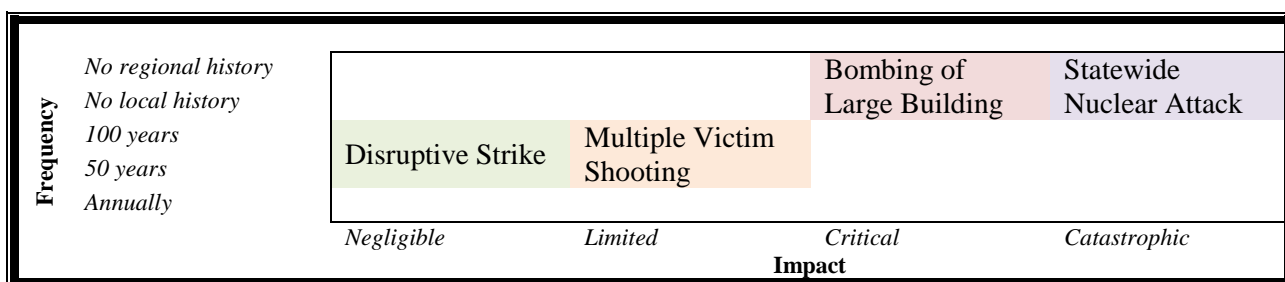 Frequency
No regional history
No local history
100 years
50 years
Annually
Bombing of
Large Building
Statewide
Nuclear Attack
Disruptive Strike
Multiple Victim
Shooting
Negligible
Limited
Critical
Catastrophic
Impact